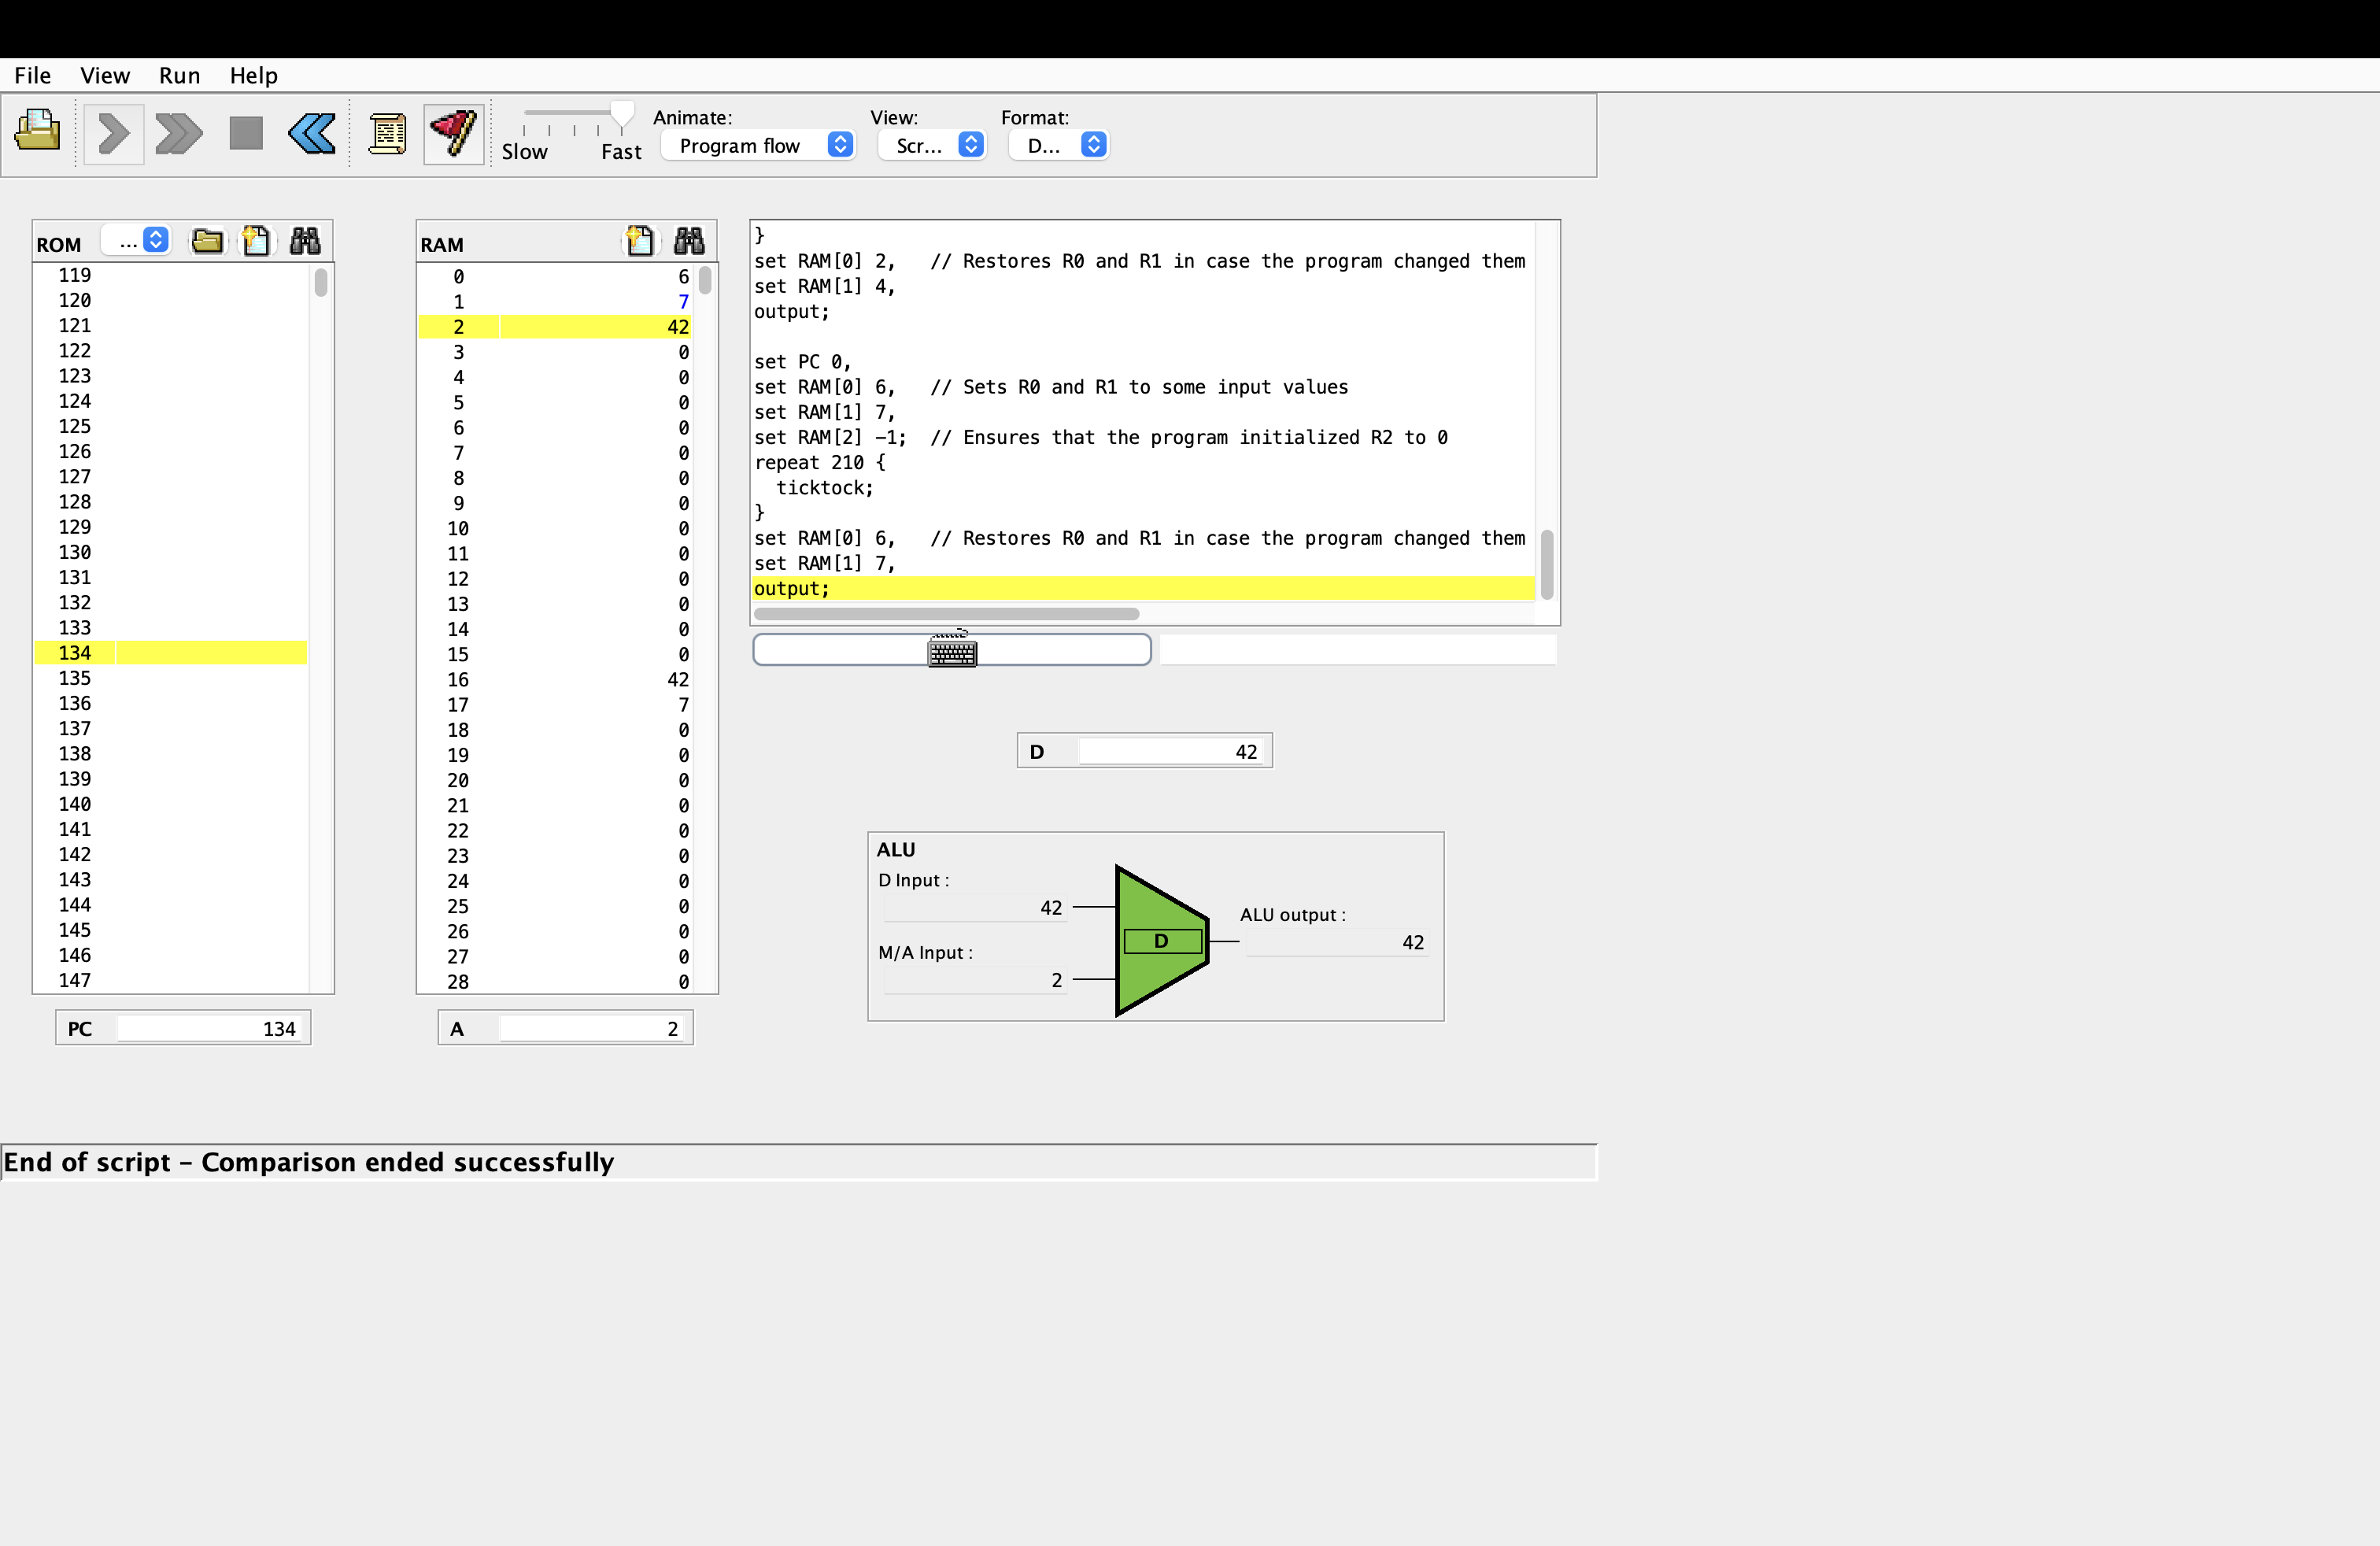 File View Run Help
Animate: View: Format:
Slow Fast Program flow Scr... D...
ROM ...
119
120
121
122
123
124
125
126
127
128
129
130
131
132
133
134
135
136
137
138
139
140
141
142
143
144
145
146
147
PC 134
RAM
0 6
1 7
2 42
3 0
4 0
5 0
6 0
7 0
8 0
9 0
10 0
11 0
12 0
13 0
14 0
15 0
16 42
17 7
18 0
19 0
20 0
21 0
22 0
23 0
24 0
25 0
26 0
27 0
28 0
A 2
}
set RAM[0] 2,   // Restores R0 and R1 in case the program changed them
set RAM[1] 4,
output;
set PC 0,
set RAM[0] 6,   // Sets R0 and R1 to some input values
set RAM[1] 7,
set RAM[2] -1;  // Ensures that the program initialized R2 to 0
repeat 210 {
  ticktock;
}
set RAM[0] 6,   // Restores R0 and R1 in case the program changed them
set RAM[1] 7,
output;
D 42
ALU
D Input :
42
M/A Input :
2
D
ALU output :
42
End of script – Comparison ended successfully